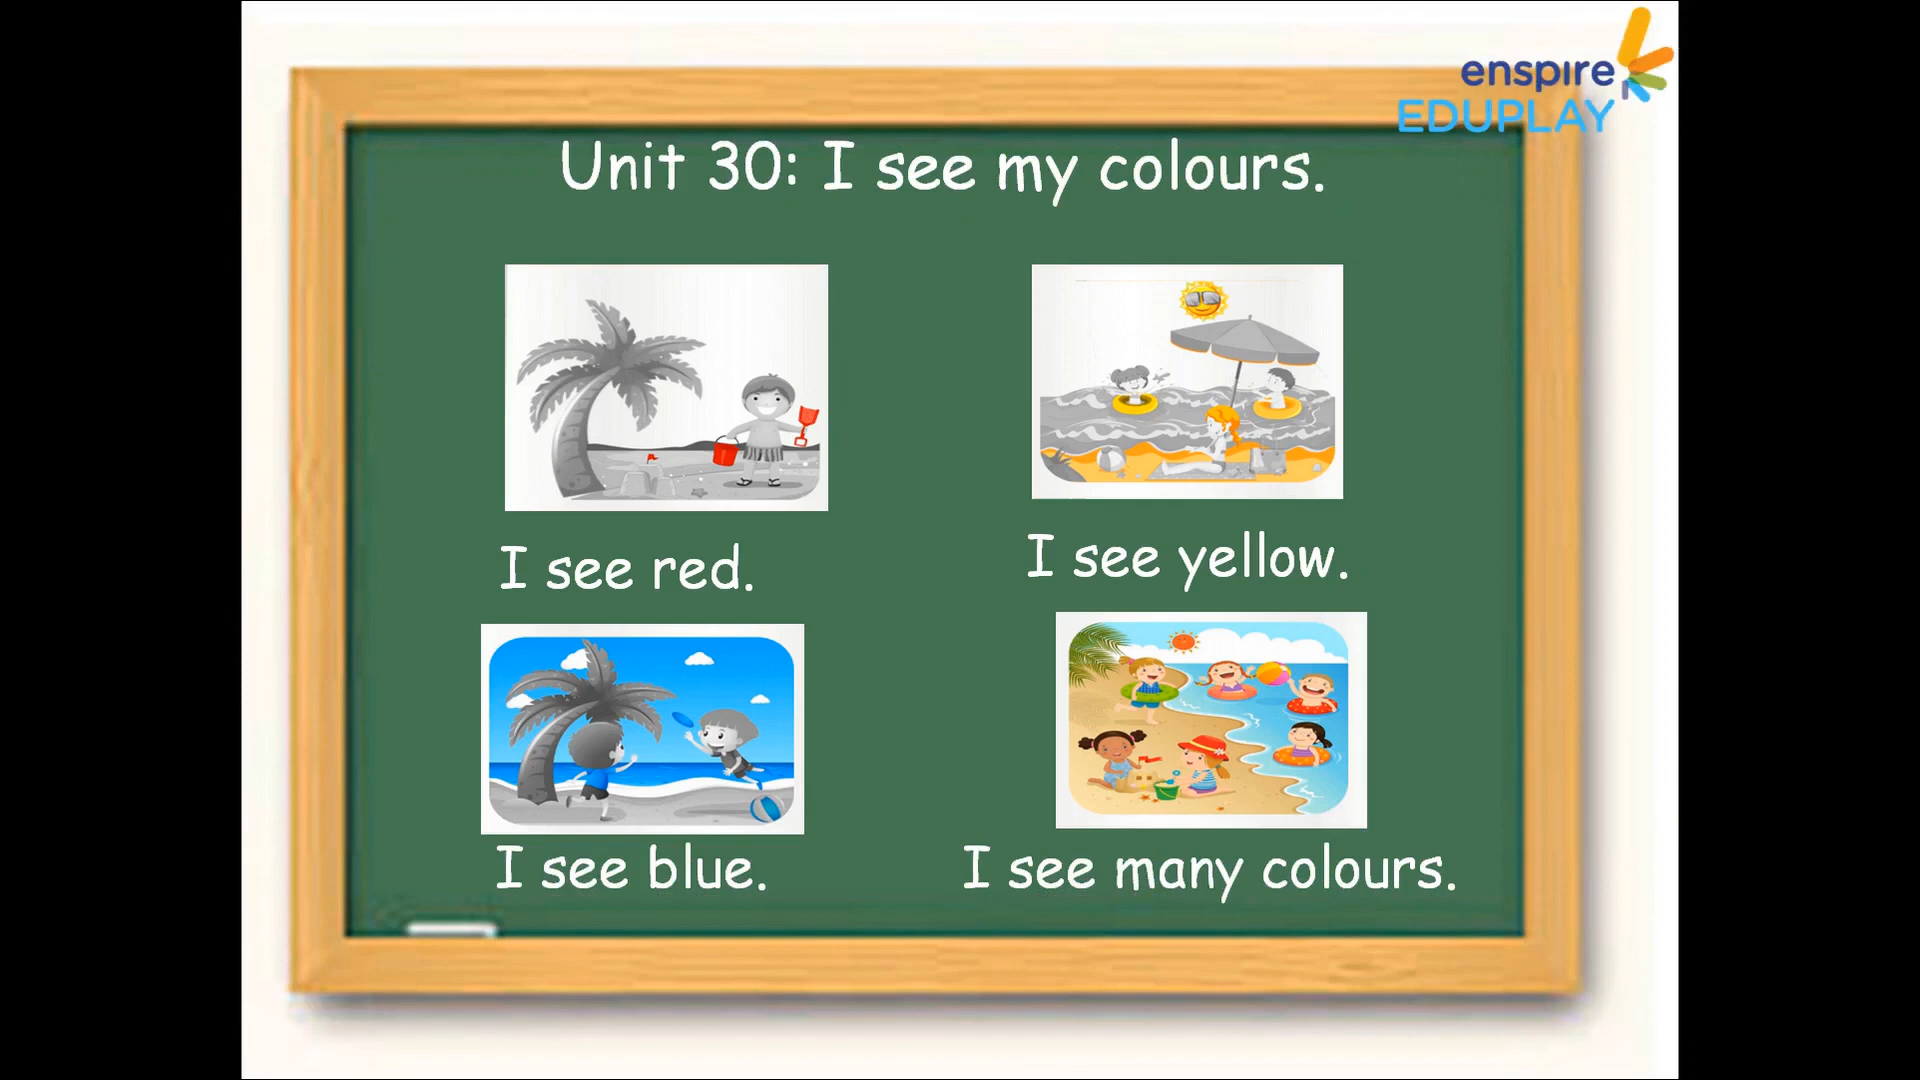 enspire
EDUPLAY
Unit 30: I see my colours.
I see red.
I see yellow.
I see blue.
I see many colours.